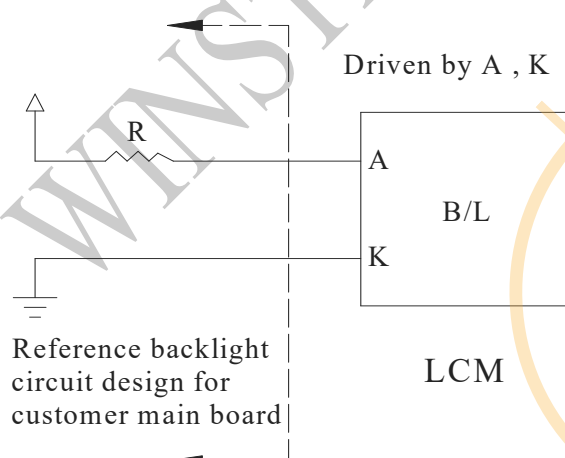 WINST
Driven by A , K
R
A
B/L
K
Reference backlight
circuit design for
customer main board
LCM